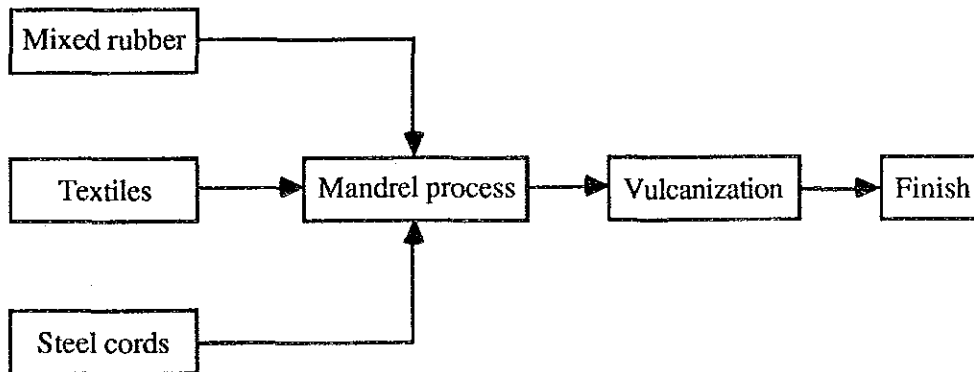 Mixed rubber
Textiles
Mandrel process
Vulcanization
Finish
Steel cords